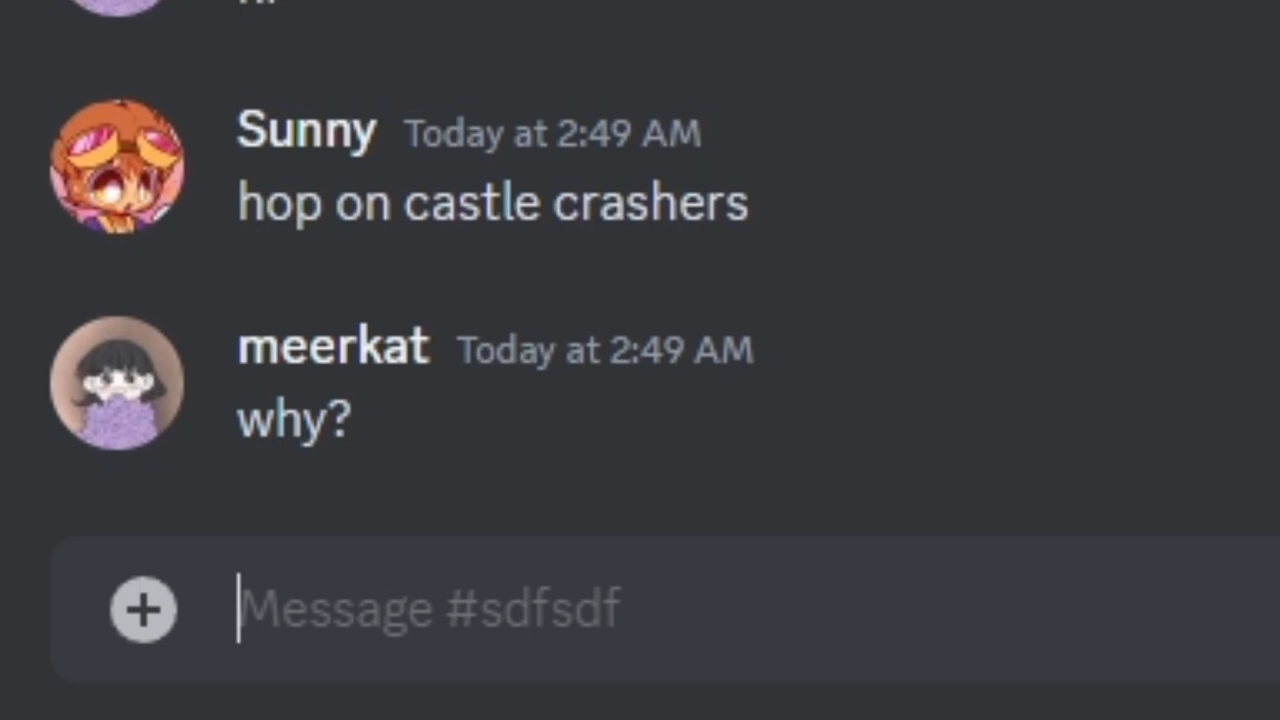 Sunny Today at 2:49 AM
hop on castle crashers
meerkat Today at 2:49 AM
why?
Message #sdfsdf